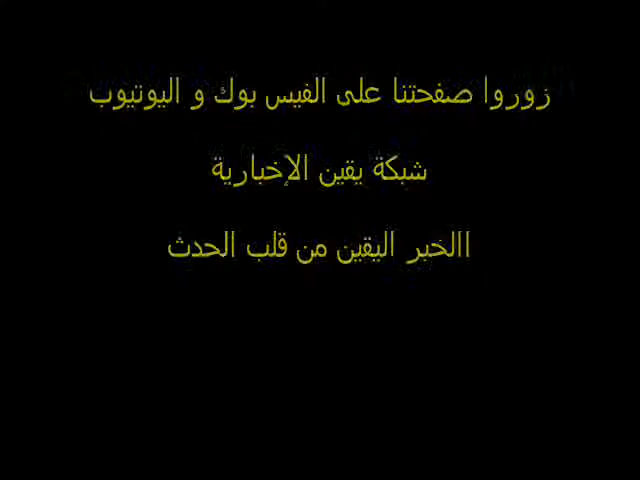 زوروا صفحتنا على الفيس بوك و اليوتيوب
شبكة يقين الإخبارية
االخبر اليقين من قلب الحدث